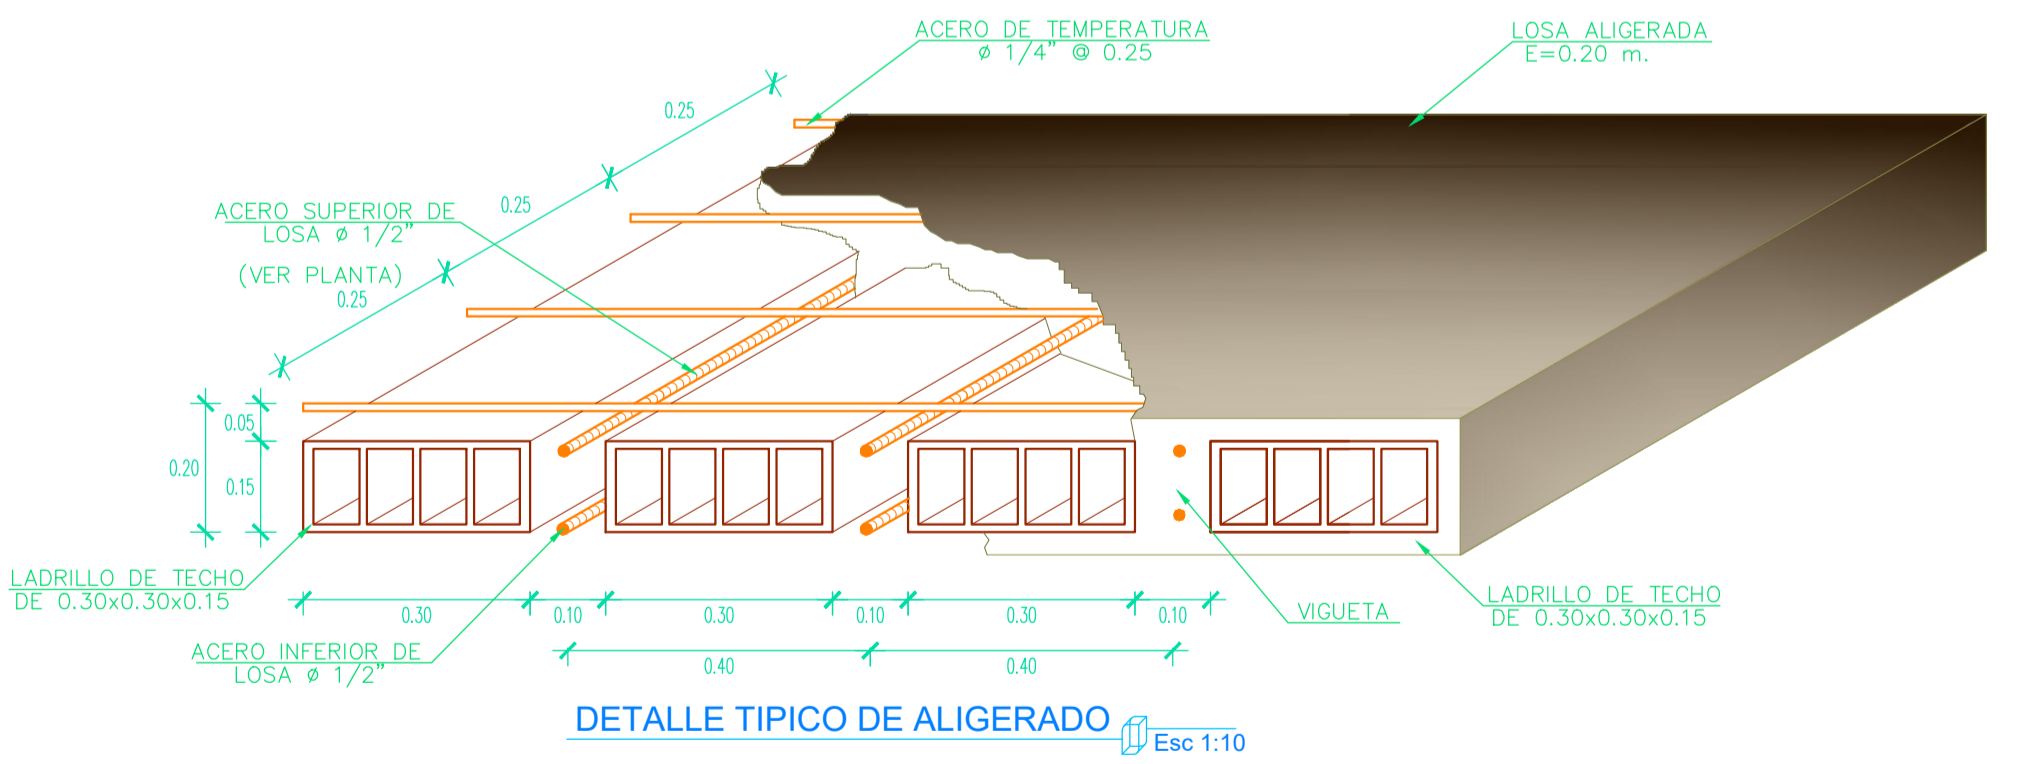 ACERO DE TEMPERATURA
ø 1/4" @ 0.25
LOSA ALIGERADA
E=0.20 m.
0.25
0.25
0.25
ACERO SUPERIOR DE
LOSA ø 1/2"
(VER PLANTA)
0.05
0.20
0.15
LADRILLO DE TECHO
DE 0.30x0.30x0.15
0.30
0.10
0.30
0.10
0.30
0.10
VIGUETA
LADRILLO DE TECHO
DE 0.30x0.30x0.15
ACERO INFERIOR DE
LOSA ø 1/2"
0.40
0.40
DETALLE TIPICO DE ALIGERADO
Esc 1:10